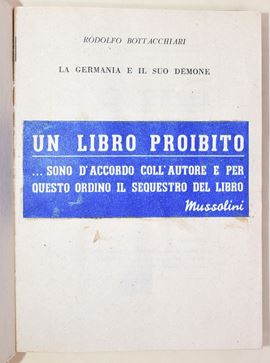 RODOLFO BOTTACCHIARI
LA GERMANIA E IL SUO DEMONE
UN LIBRO PROIBITO
...SONO D'ACCORDO COLL'AUTORE E PER
QUESTO ORDINO IL SEQUESTRO DEL LIBRO
Mussolini